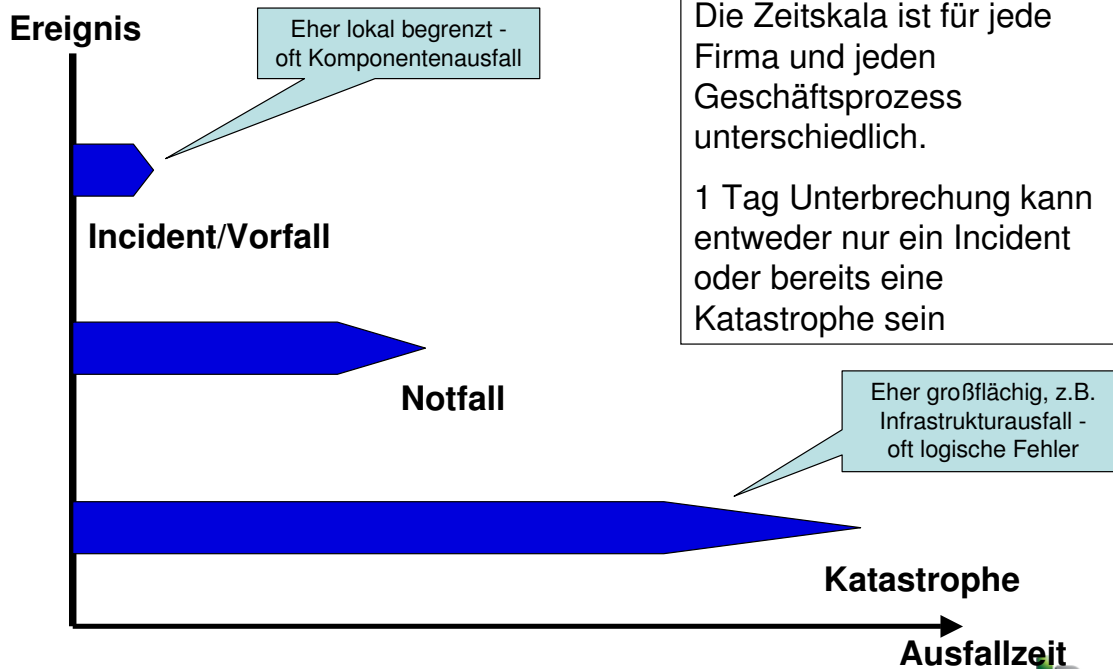 Ereignis
Eher lokal begrenzt -
oft Komponentenausfall
Die Zeitskala ist für jede
Firma und jeden
Geschäftsprozess
unterschiedlich.
1 Tag Unterbrechung kann
entweder nur ein Incident
oder bereits eine
Katastrophe sein
Incident/Vorfall
Notfall
Eher großflächig, z.B.
Infrastrukturausfall -
oft logische Fehler
Katastrophe
Ausfallzeit